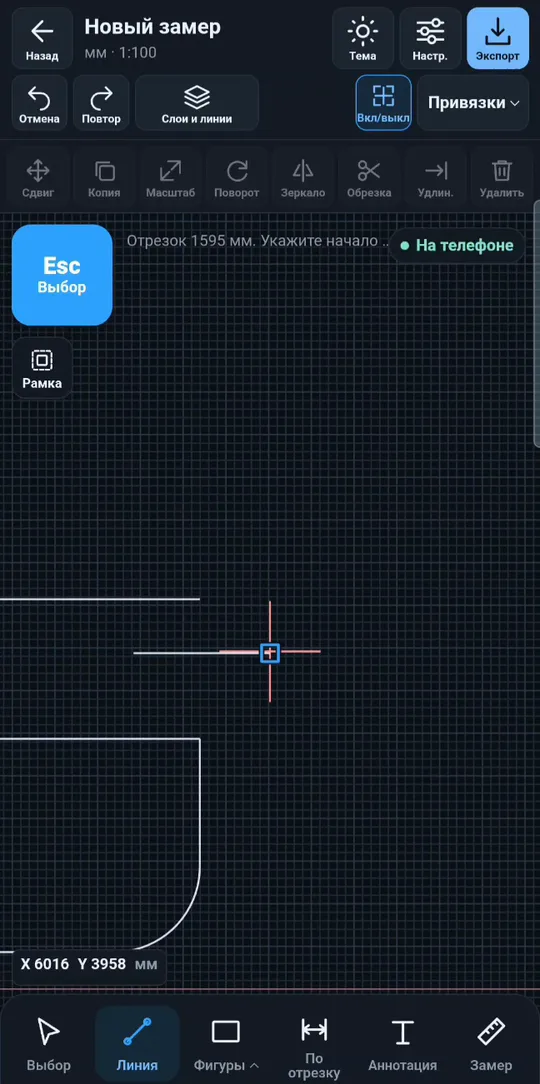 Назад
Новый замер
мм · 1:100
Тема
Настр.
Экспорт
Отмена
Повтор
Слои и линии
Вкл/выкл
Привязки
Сдвиг
Копия
Масштаб
Поворот
Зеркало
Обрезка
Удлин.
Удалить
Esc
Выбор
Отрезок 1595 мм. Укажите начало ..
На телефоне
Рамка
X 6016 Y 3958 мм
Выбор
Линия
Фигуры
По
отрезку
Аннотация
Замер